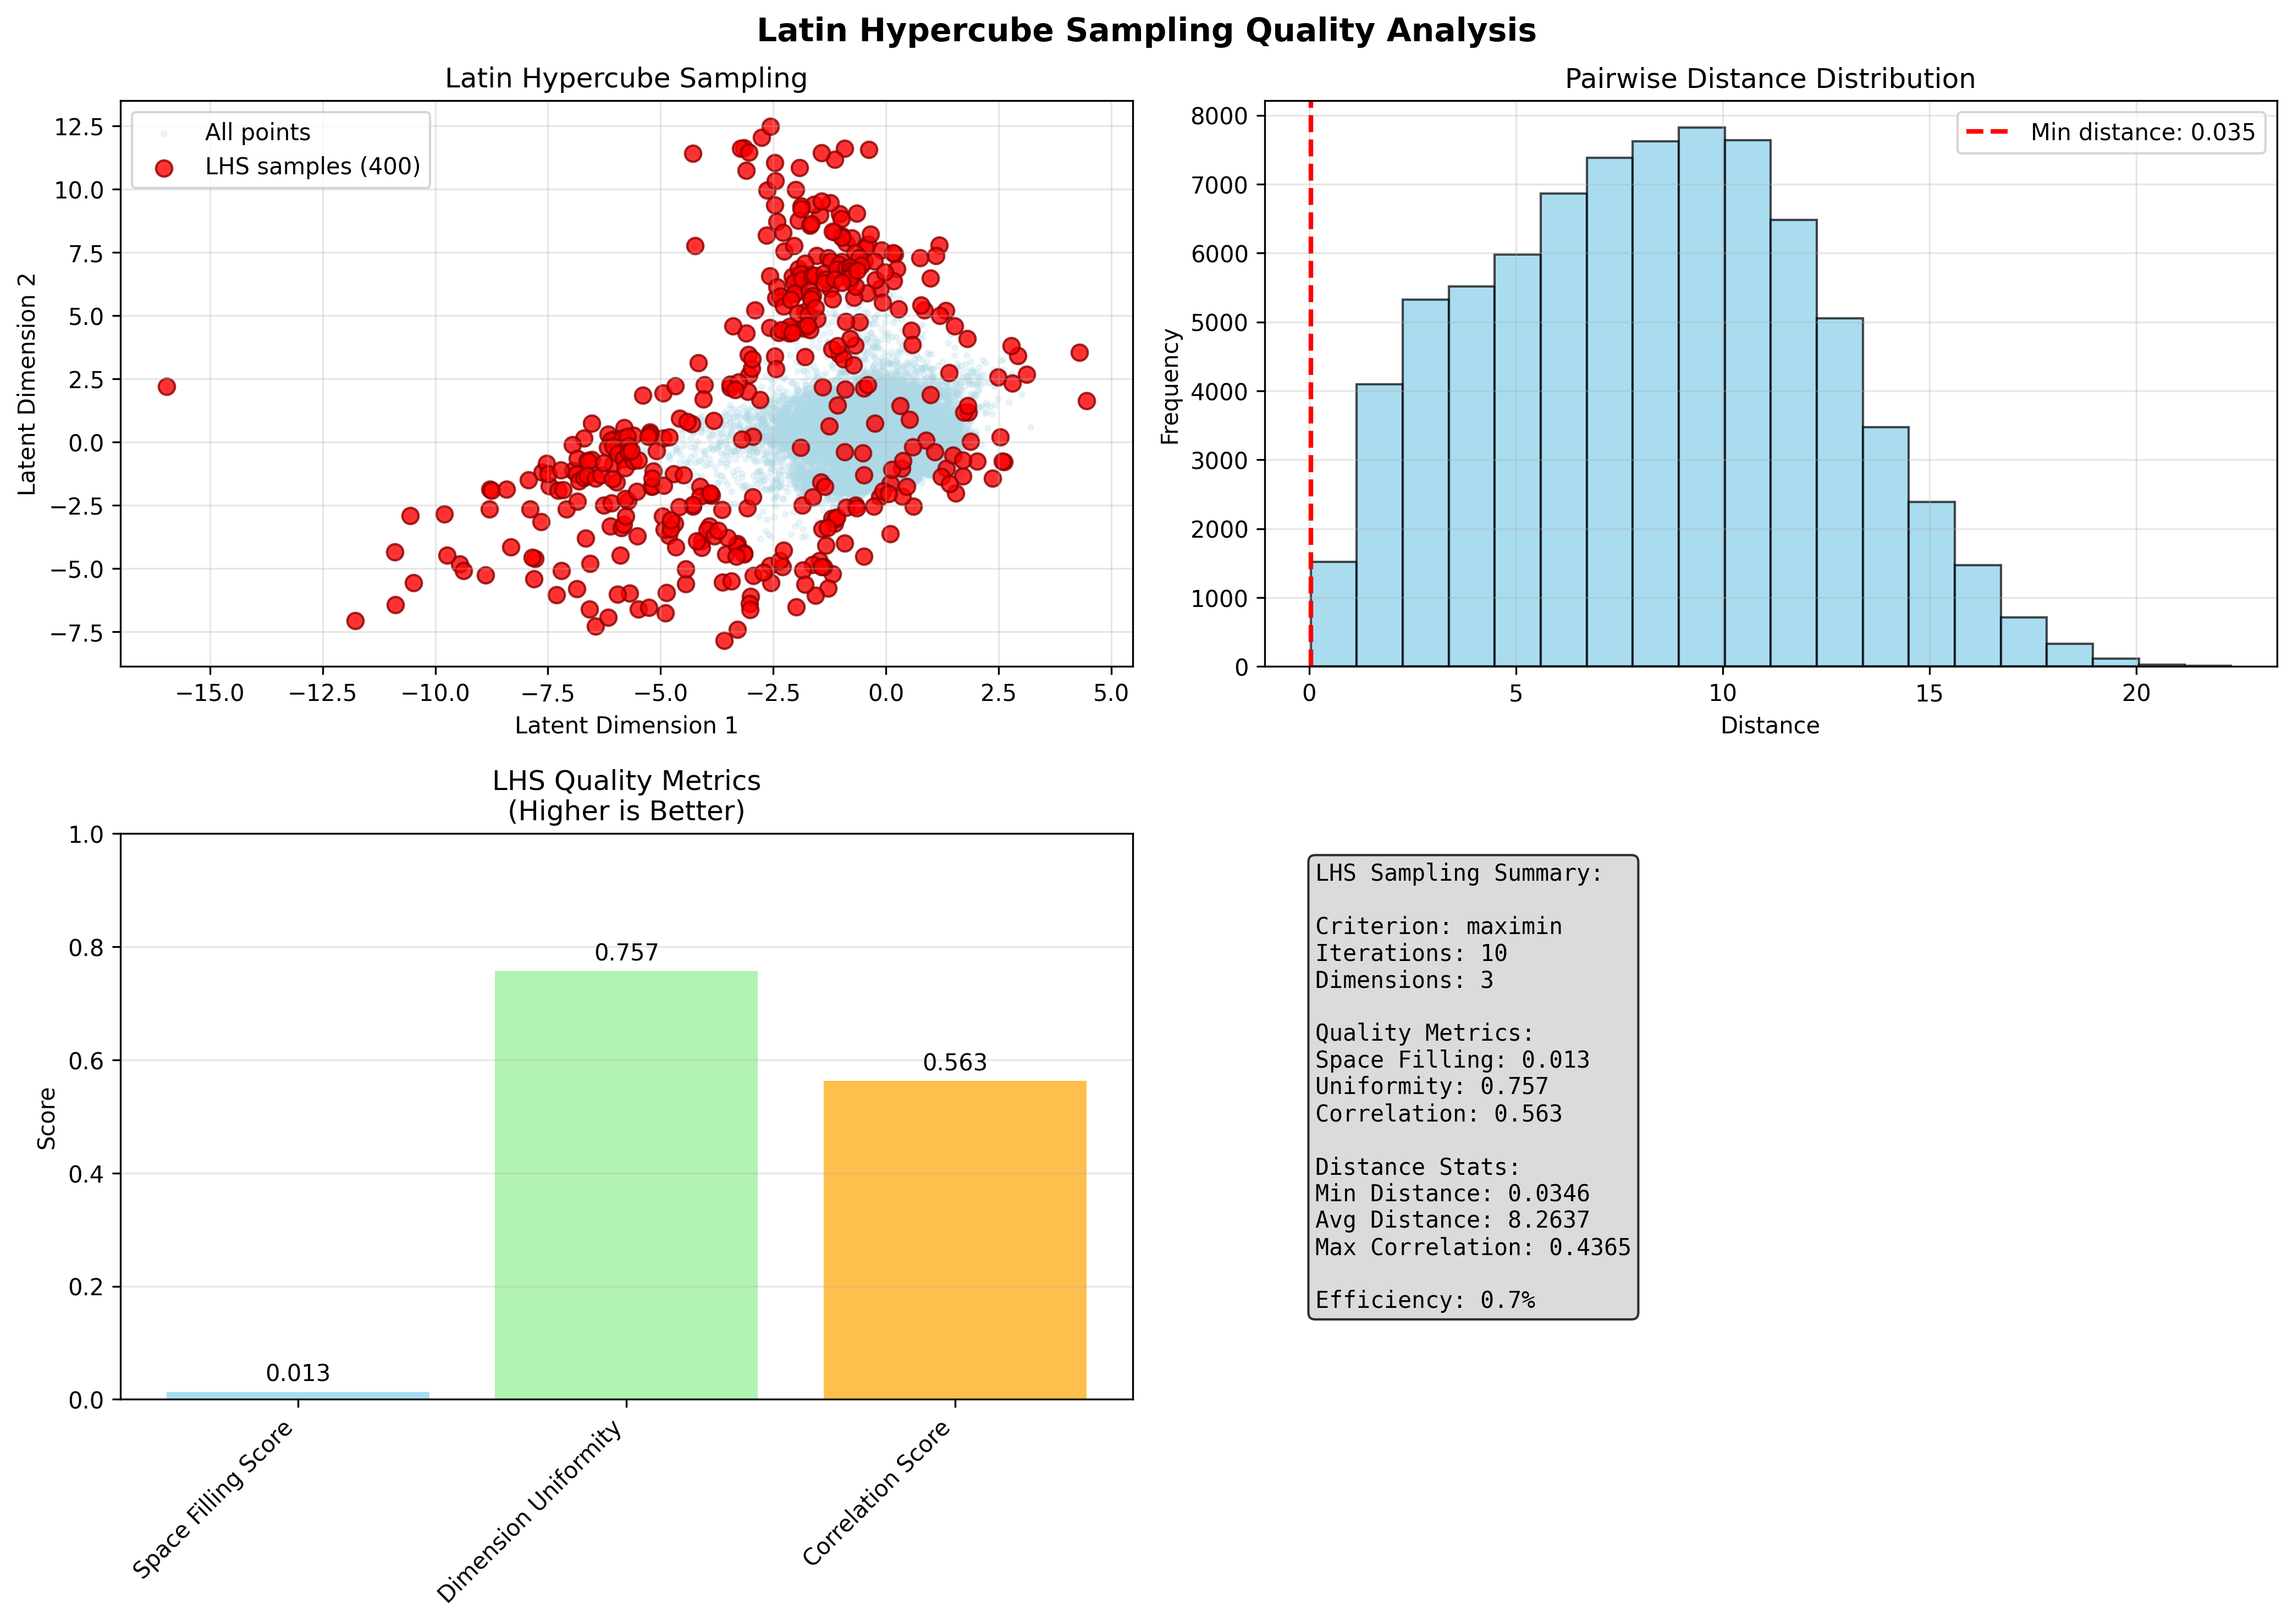 Latin Hypercube Sampling Quality Analysis
Latin Hypercube Sampling
All points
LHS samples (400)
12.5
10.0
7.5
5.0
2.5
0.0
−2.5
−5.0
−7.5
Latent Dimension 2
−15.0 −12.5 −10.0 −7.5 −5.0 −2.5 0.0 2.5 5.0
Latent Dimension 1
Pairwise Distance Distribution
Min distance: 0.035
8000
7000
6000
5000
4000
3000
2000
1000
0
Frequency
0 5 10 15 20
Distance
LHS Quality Metrics
(Higher is Better)
1.0
0.8
0.6
0.4
0.2
0.0
Score
0.013
0.757
0.563
Space Filling Score
Dimension Uniformity
Correlation Score
LHS Sampling Summary:
Criterion: maximin
Iterations: 10
Dimensions: 3
Quality Metrics:
Space Filling: 0.013
Uniformity: 0.757
Correlation: 0.563
Distance Stats:
Min Distance: 0.0346
Avg Distance: 8.2637
Max Correlation: 0.4365
Efficiency: 0.7%